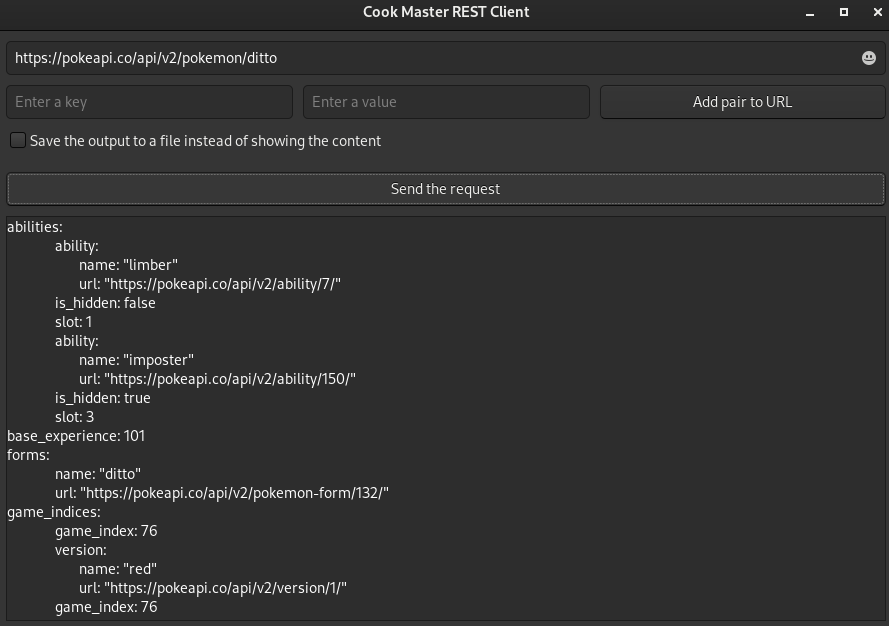 Cook Master REST Client
https://pokeapi.co/api/v2/pokemon/ditto
Enter a key
Enter a value
Add pair to URL
Save the output to a file instead of showing the content
Send the request
abilities:
ability:
name: "limber"
url: "https://pokeapi.co/api/v2/ability/7/"
is_hidden: false
slot: 1
ability:
name: "imposter"
url: "https://pokeapi.co/api/v2/ability/150/"
is_hidden: true
slot: 3
base_experience: 101
forms:
name: "ditto"
url: "https://pokeapi.co/api/v2/pokemon-form/132/"
game_indices:
game_index: 76
version:
name: "red"
url: "https://pokeapi.co/api/v2/version/1/"
game_index: 76